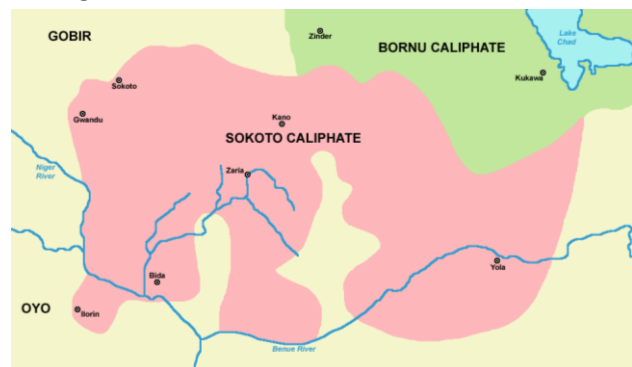 GOBIR
Zinder
BORNU CALIPHATE
Lake
Chad
Kukawa
Sokoto
Gwandu
Kano
SOKOTO CALIPHATE
Niger
River
Zaria
Yola
Bida
OYO
Ilorin
Benue River